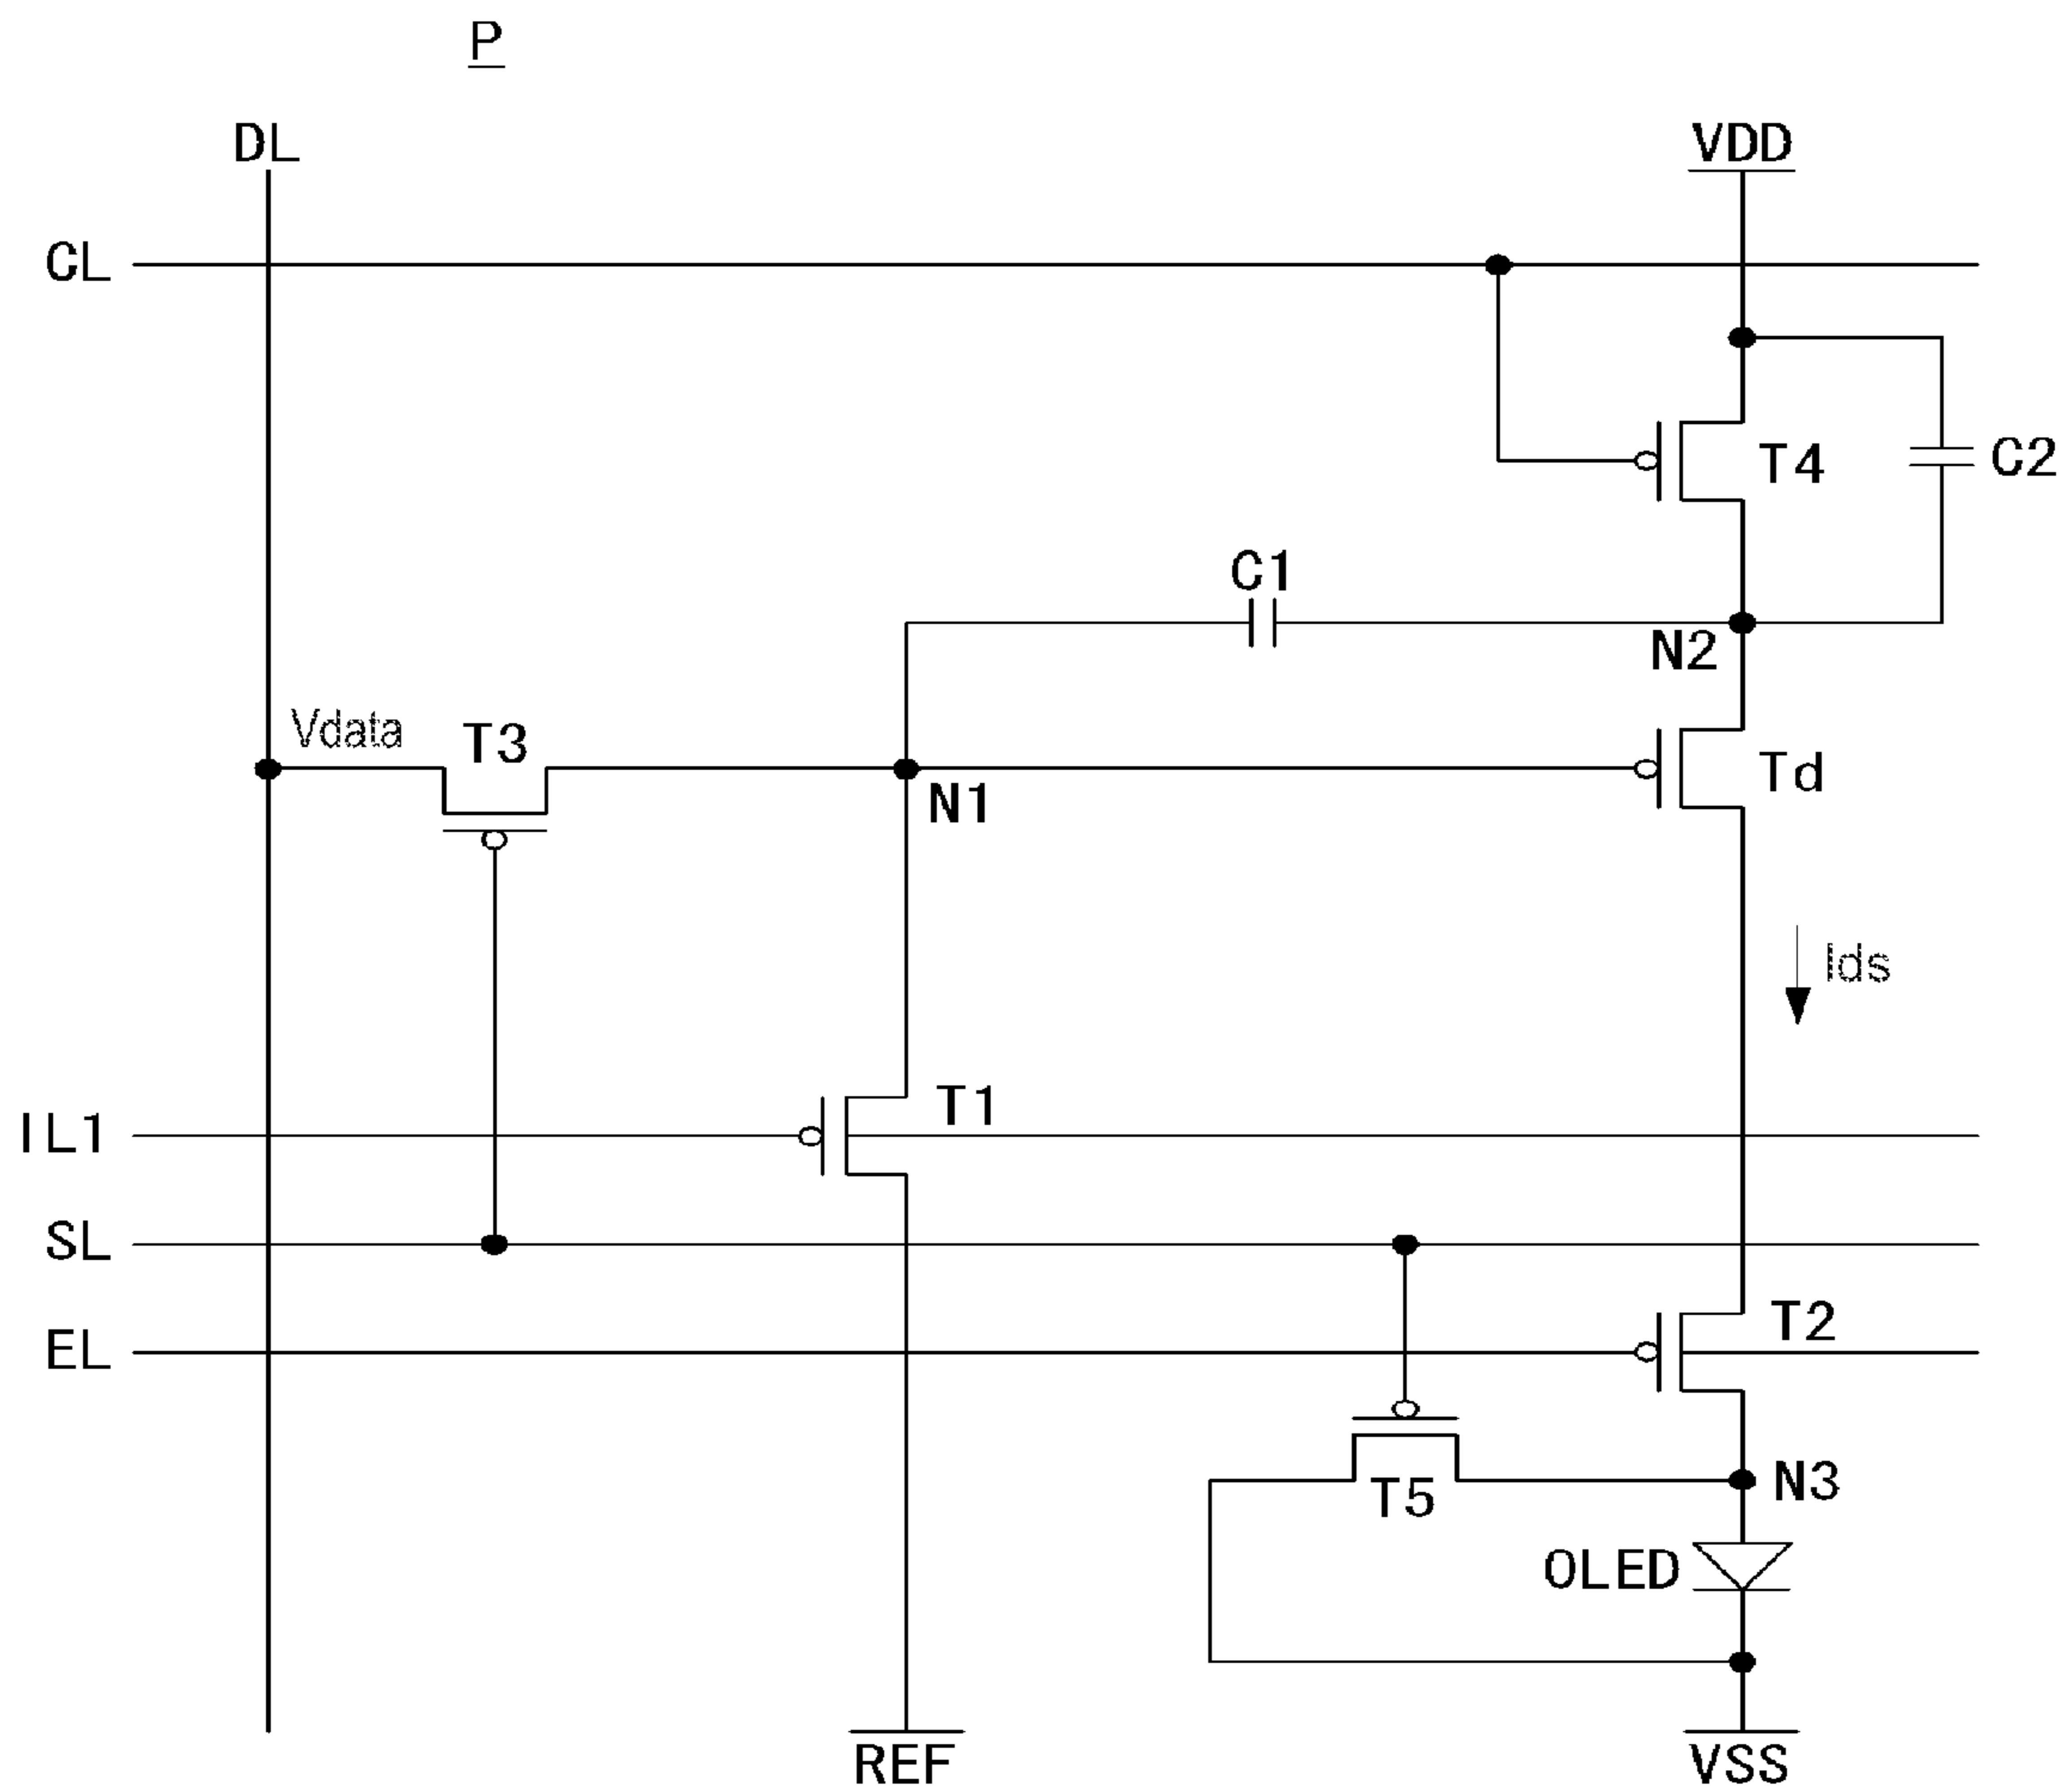 P
DL
VDD
CL
T4
C2
C1
N2
Vdata
T3
Td
N1
Ids
T1
IL1
SL
T2
EL
N3
T5
OLED
REF
VSS